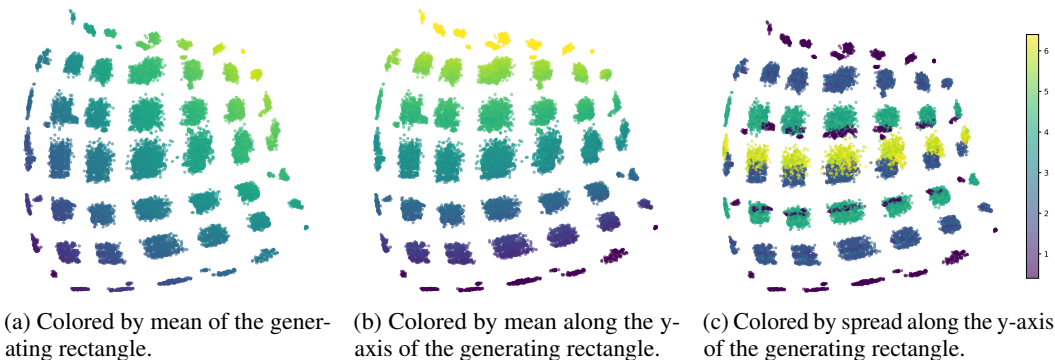 6
5
4
3
2
1
(a) Colored by mean of the gener-
ating rectangle.
(b) Colored by mean along the y-
axis of the generating rectangle.
(c) Colored by spread along the y-axis
of the generating rectangle.